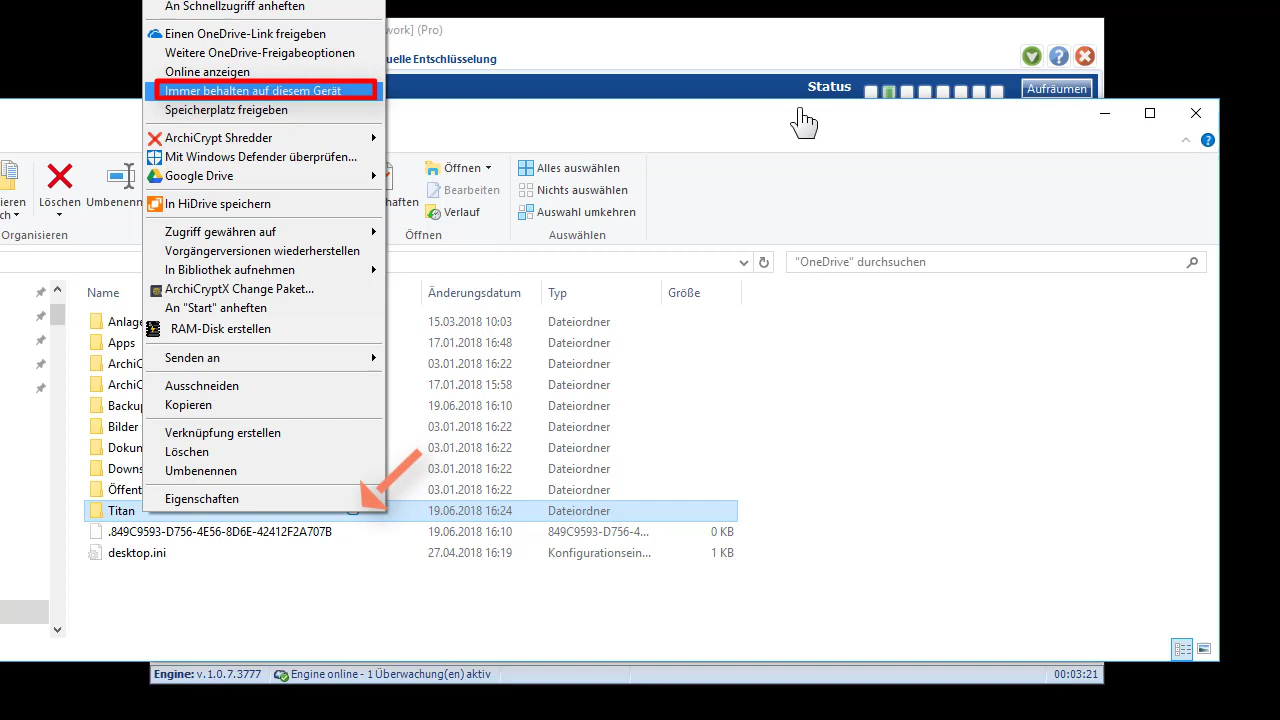 An Schnellzugriff anheften
Einen OneDrive-Link freigeben
Weitere OneDrive-Freigabeoptionen
Online anzeigen
Immer behalten auf diesem Gerät
Speicherplatz freigeben
ArchiCrypt Shredder
Mit Windows Defender überprüfen...
Google Drive
In HiDrive speichern
Zugriff gewähren auf
Vorgängerversionen wiederherstellen
In Bibliothek aufnehmen
ArchiCryptX Change Paket...
An "Start" anheften
RAM-Disk erstellen
Senden an
Ausschneiden
Kopieren
Verknüpfung erstellen
Löschen
Umbenennen
Eigenschaften
work] (Pro)
uelle Entschlüsselung
Status
Aufräumen
ieren
ch
Löschen
Umbenenn
Organisieren
haften
Öffnen
Bearbeiten
Verlauf
Öffnen
Alles auswählen
Nichts auswählen
Auswahl umkehren
Auswählen
"OneDrive" durchsuchen
Name Änderungsdatum Typ Größe
Anlage 15.03.2018 10:03 Dateiordner
Apps 17.01.2018 16:48 Dateiordner
ArchiC 03.01.2018 16:22 Dateiordner
ArchiC 17.01.2018 15:58 Dateiordner
Backup 19.06.2018 16:10 Dateiordner
Bilder 03.01.2018 16:22 Dateiordner
Dokun 03.01.2018 16:22 Dateiordner
Downs 03.01.2018 16:22 Dateiordner
Öffent 03.01.2018 16:22 Dateiordner
Titan 19.06.2018 16:24 Dateiordner
.849C9593-D756-4E56-8D6E-42412F2A707B 19.06.2018 16:10 849C9593-D756-4... 0 KB
desktop.ini 27.04.2018 16:19 Konfigurationsein... 1 KB
Engine: v. 1.0.7.3777 Engine online - 1 Überwachung(en) aktiv 00:03:21